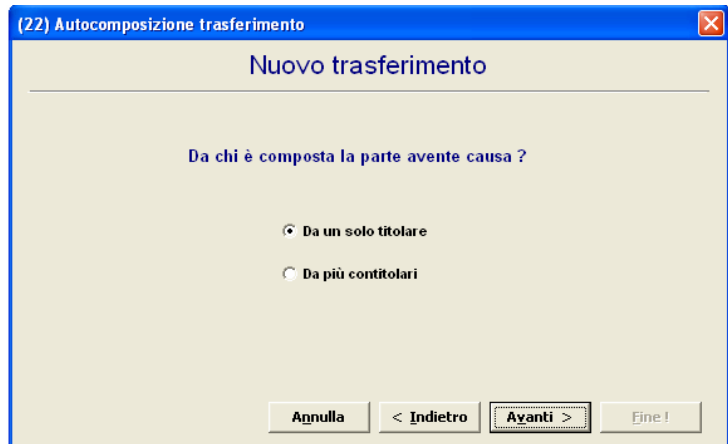 (22) Autocomposizione trasferimento
Nuovo trasferimento
Da chi è composta la parte avente causa ?
Da un solo titolare
Da più contitolari
Annulla < Indietro Avanti > Fine !